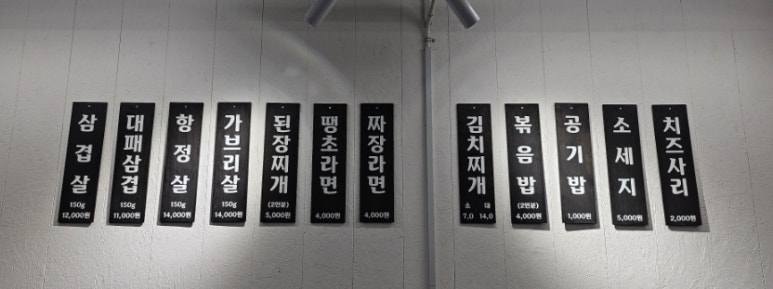 삼겹살
150g
12,000원
대패삼겹
150g
11,000원
항정살
150g
14,000원
가브리살
150g
14,000원
된장찌개
(2인분)
5,000원
땡초라면
4,000원
짜장라면
4,000원
김치찌개
소 대
7.0 14.0
볶음밥
(2인분)
4,000원
공기밥
1,000원
소세지
5,000원
치즈사리
2,000원